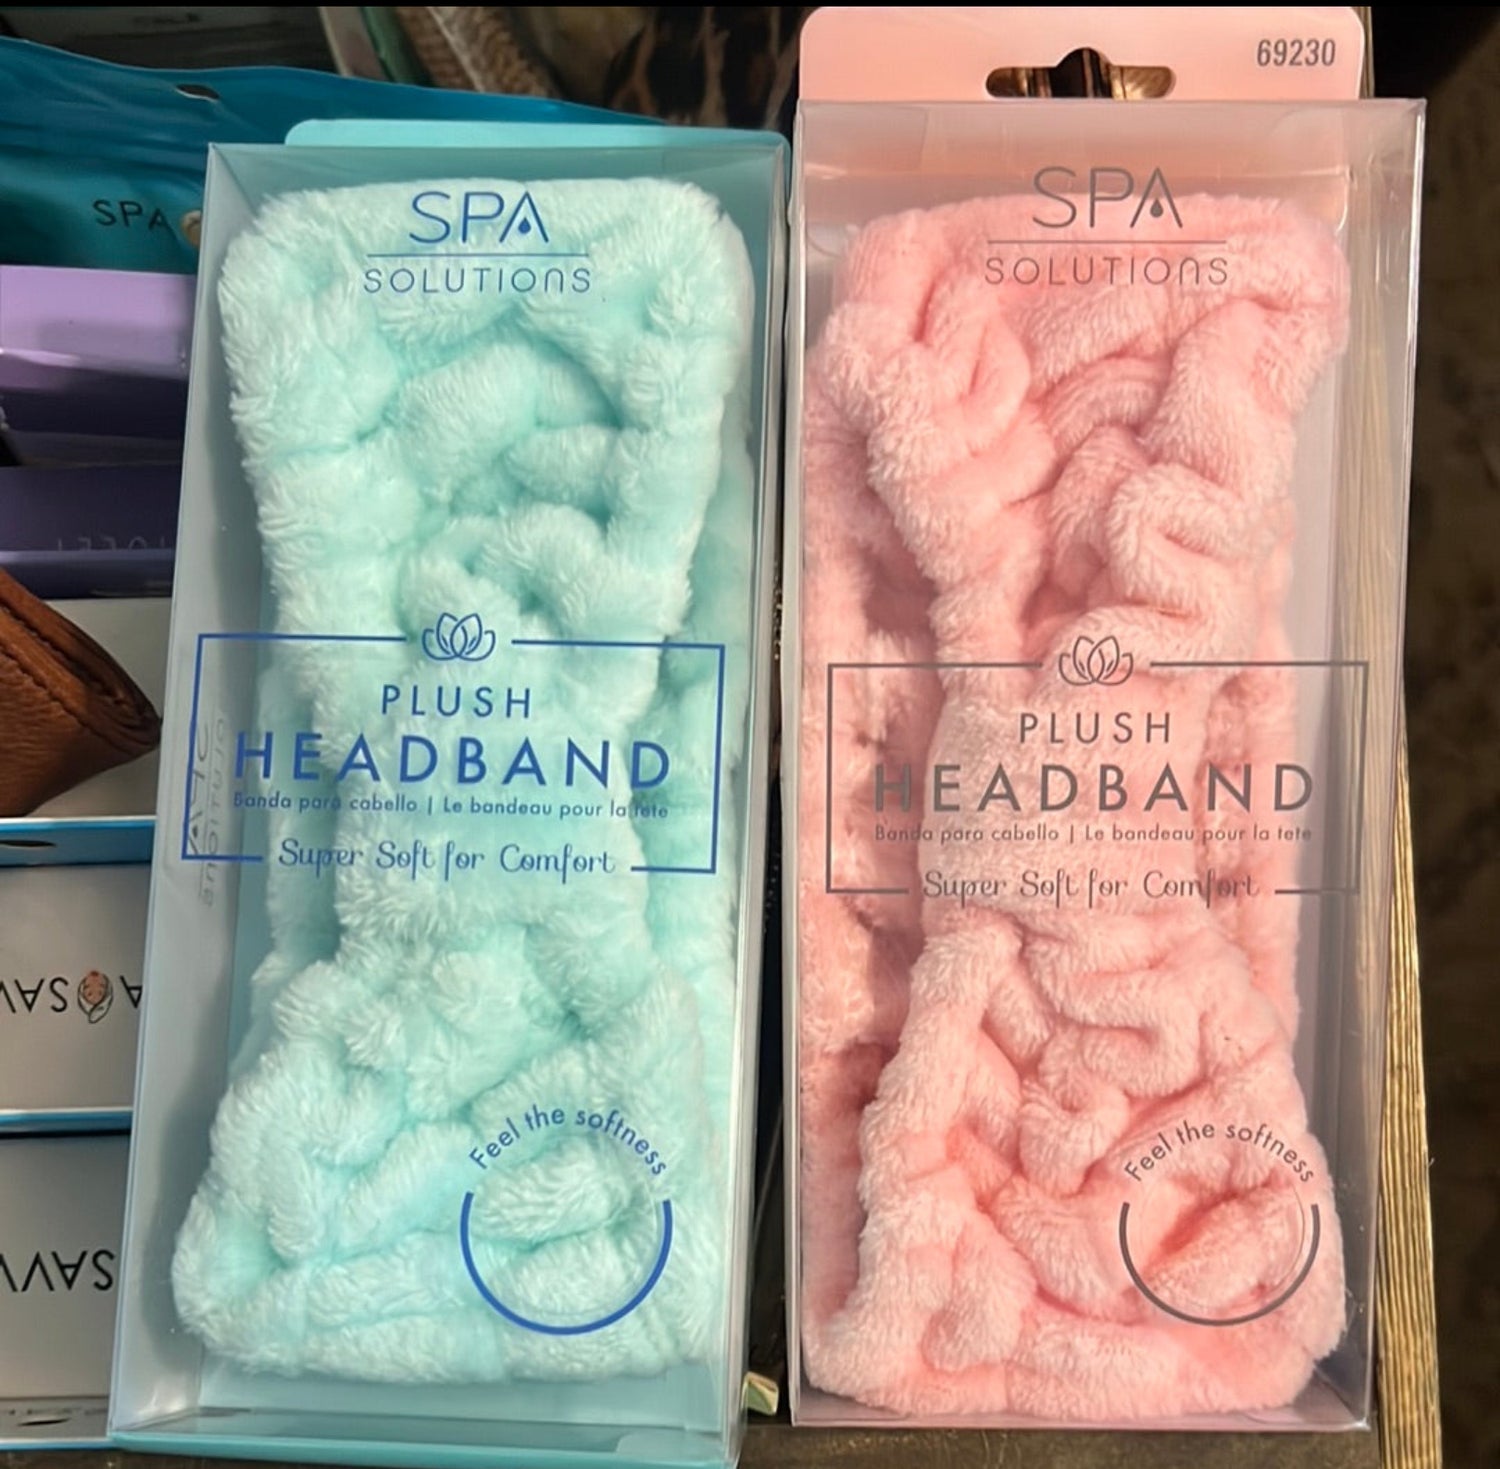 SPA
SPA
SOLUTIONS
PLUSH
HEADBAND
Banda para cabello | Le bandeau pour la tete
Super Soft for Comfort
Feel the softness
69230
SPA
SOLUTIONS
PLUSH
HEADBAND
Banda para cabello | Le bandeau pour la tete
Super Soft for Comfort
Feel the softness